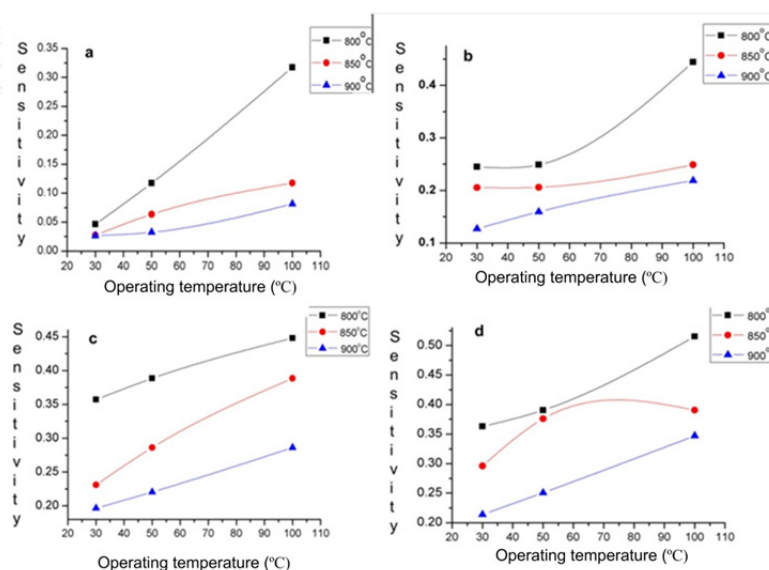 Sensitivity
a
800°C
850°C
900°C
0.35
0.30
0.25
0.20
0.15
0.10
0.05
0.00
20 30 40 50 60 70 80 90 100 110
Operating temperature (ºC)
Sensitivity
b
800°C
850°C
900°C
0.4
0.3
0.2
0.1
20 30 40 50 60 70 80 90 100 110
Operating temperature (ºC)
Sensitivity
c
800°C
850°C
900°C
0.45
0.40
0.35
0.30
0.25
0.20
20 30 40 50 60 70 80 90 100 110
Operating temperature (ºC)
Sensitivity
d
800°
850°
900°
0.50
0.45
0.40
0.35
0.30
0.25
0.20
20 30 40 50 60 70 80 90 100 110
Operating temperature (ºC)